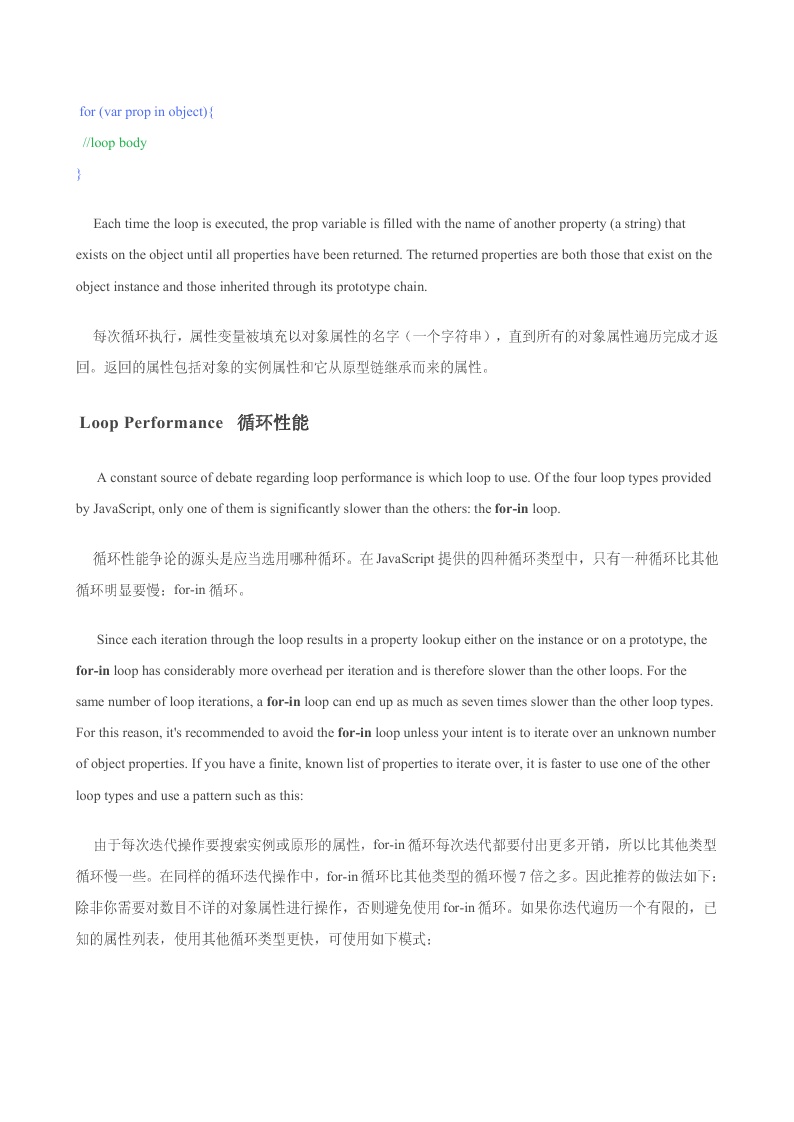 for (var prop in object){
//loop body
}
Each time the loop is executed, the prop variable is filled with the name of another property (a string) that
exists on the object until all properties have been returned. The returned properties are both those that exist on the
object instance and those inherited through its prototype chain.
每次循环执行，属性变量被填充以对象属性的名字（一个字符串），直到所有的对象属性遍历完成才返
回。返回的属性包括对象的实例属性和它从原型链继承而来的属性。
Loop Performance 循环性能
A constant source of debate regarding loop performance is which loop to use. Of the four loop types provided
by JavaScript, only one of them is significantly slower than the others: the for-in loop.
循环性能争论的源头是应当选用哪种循环。在 JavaScript 提供的四种循环类型中，只有一种循环比其他
循环明显要慢：for-in 循环。
Since each iteration through the loop results in a property lookup either on the instance or on a prototype, the
for-in loop has considerably more overhead per iteration and is therefore slower than the other loops. For the
same number of loop iterations, a for-in loop can end up as much as seven times slower than the other loop types.
For this reason, it's recommended to avoid the for-in loop unless your intent is to iterate over an unknown number
of object properties. If you have a finite, known list of properties to iterate over, it is faster to use one of the other
loop types and use a pattern such as this:
由于每次迭代操作要搜索实例或原形的属性，for-in 循环每次迭代都要付出更多开销，所以比其他类型
循环慢一些。在同样的循环迭代操作中，for-in 循环比其他类型的循环慢 7 倍之多。因此推荐的做法如下：
除非你需要对数目不详的对象属性进行操作，否则避免使用 for-in 循环。如果你迭代遍历一个有限的，已
知的属性列表，使用其他循环类型更快，可使用如下模式：